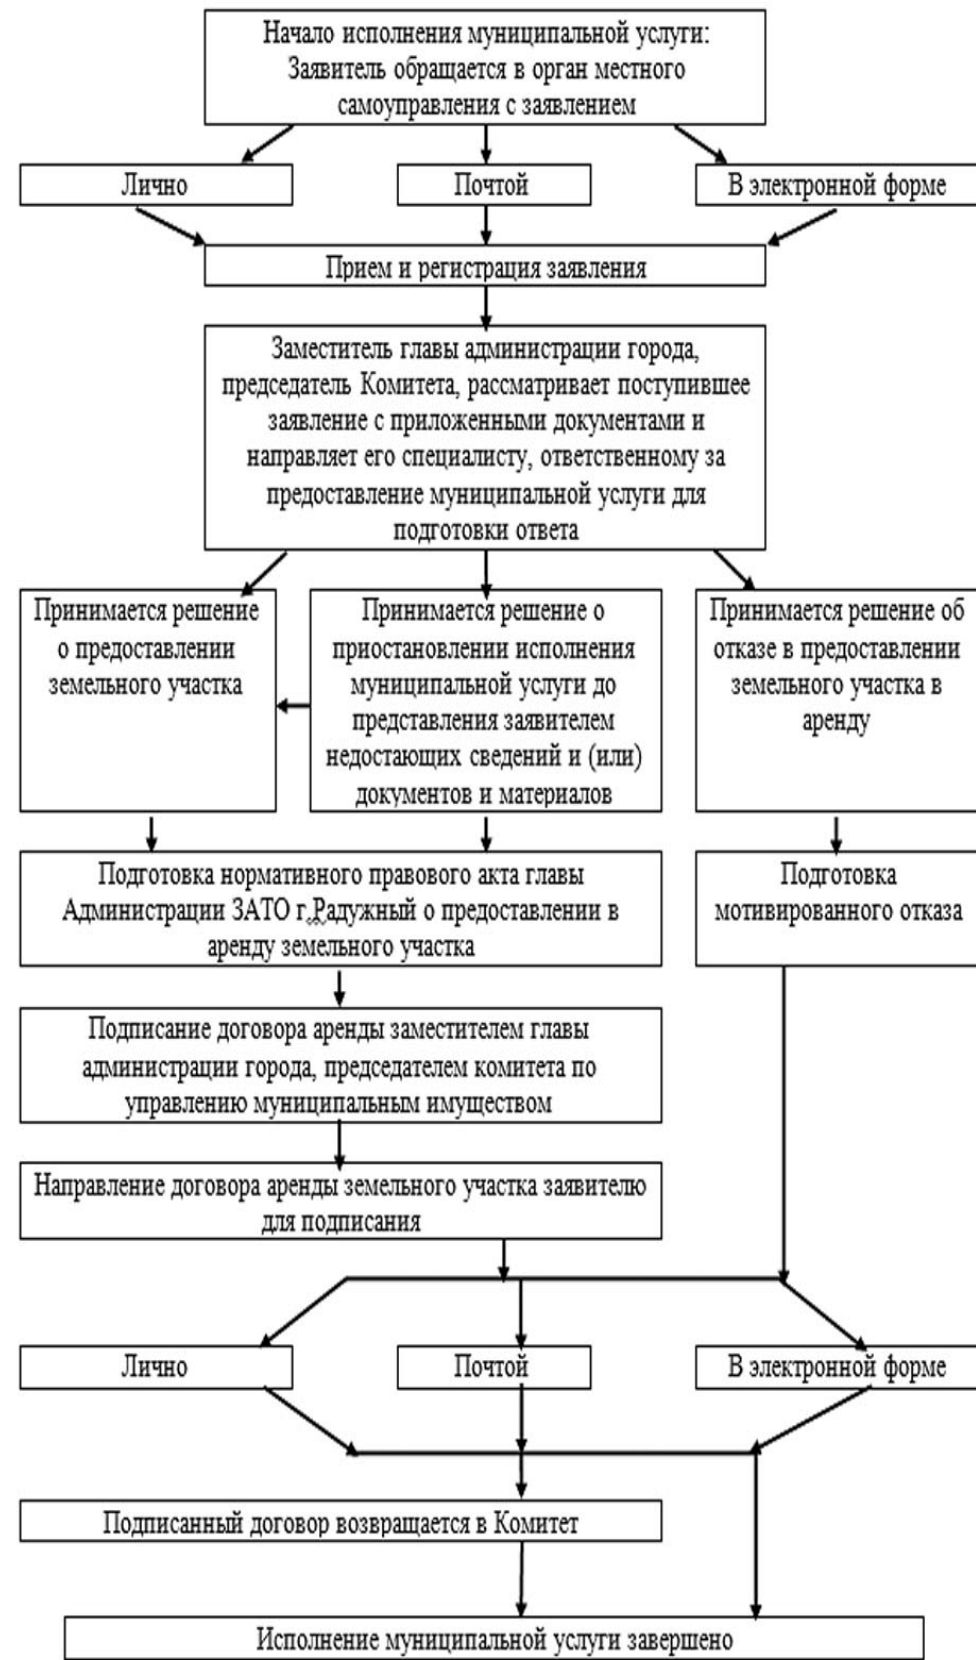 Начало исполнения муниципальной услуги:
Заявитель обращается в орган местного
самоуправления с заявлением
Лично
Почтой
В электронной форме
Прием и регистрация заявления
Заместитель главы администрации города,
председатель Комитета, рассматривает поступившее
заявление с приложенными документами и
направляет его специалисту, ответственному за
предоставление муниципальной услуги для
подготовки ответа
Принимается решение
о предоставлении
земельного участка
Принимается решение о
приостановлении исполнения
муниципальной услуги до
представления заявителем
недостающих сведений и (или)
документов и материалов
Принимается решение об
отказе в предоставлении
земельного участка в
аренду
Подготовка нормативного правового акта главы
Администрации ЗАТО г.Радужный о предоставлении в
аренду земельного участка
Подготовка
мотивированного отказа
Подписание договора аренды заместителем главы
администрации города, председателем комитета по
управлению муниципальным имуществом
Направление договора аренды земельного участка заявителю
для подписания
Лично
Почтой
В электронной форме
Подписанный договор возвращается в Комитет
Исполнение муниципальной услуги завершено